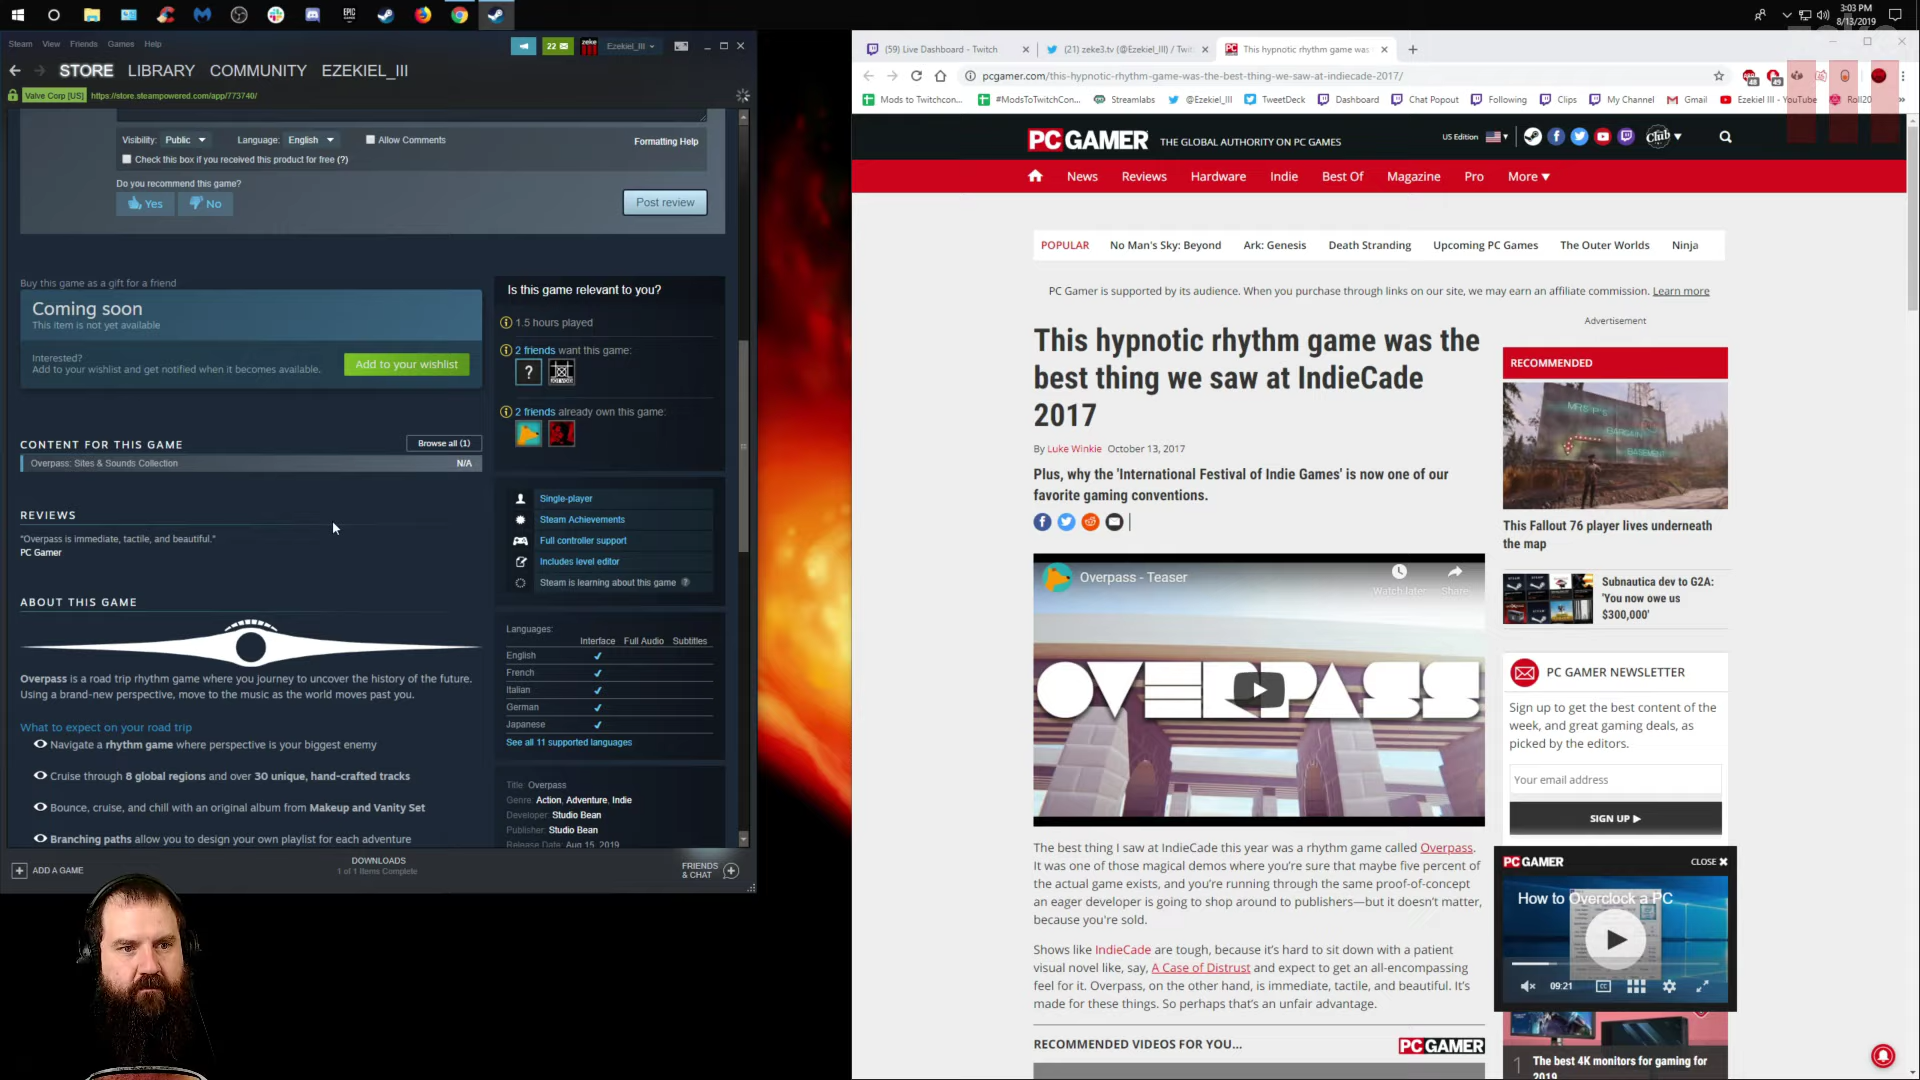 3:03 PM
8/13/2019
Steam View Friends Games Help
22
Ezekiel_III
STORE LIBRARY COMMUNITY EZEKIEL_III
Valve Corp [US] https://store.steampowered.com/app/773740/
Visibility: Public Language: English Allow Comments Formatting Help
Check this box if you received this product for free (?)
Do you recommend this game?
Yes No Post review
Buy this game as a gift for a friend
Coming soon
This item is not yet available
Interested?
Add to your wishlist and get notified when it becomes available.
Add to your wishlist
CONTENT FOR THIS GAME Browse all (1)
Overpass: Sites & Sounds Collection N/A
REVIEWS
"Overpass is immediate, tactile, and beautiful."
PC Gamer
ABOUT THIS GAME
Overpass is a road trip rhythm game where you journey to uncover the history of the future.
Using a brand-new perspective, move to the music as the world moves past you.
What to expect on your road trip
Navigate a rhythm game where perspective is your biggest enemy
Cruise through 8 global regions and over 30 unique, hand-crafted tracks
Bounce, cruise, and chill with an original album from Makeup and Vanity Set
Branching paths allow you to design your own playlist for each adventure
Is this game relevant to you?
1.5 hours played
2 friends want this game:
2 friends already own this game:
Single-player
Steam Achievements
Full controller support
Includes level editor
Steam is learning about this game ?
Languages:
Interface Full Audio Subtitles
English
French
Italian
German
Japanese
See all 11 supported languages
Title: Overpass
Genre: Action, Adventure, Indie
Developer: Studio Bean
Publisher: Studio Bean
Release Date: Aug 15, 2019
ADD A GAME
DOWNLOADS
1 of 1 Items Complete
FRIENDS
& CHAT
(59) Live Dashboard - Twitch
(21) zeke3.tv (@Ezekiel_III) / Twit
This hypnotic rhythm game was
pcgamer.com/this-hypnotic-rhythm-game-was-the-best-thing-we-saw-at-indiecade-2017/
Mods to Twitchcon... #ModsToTwitchCon... Streamlabs @Ezekiel_III TweetDeck Dashboard Chat Popout Following Clips My Channel Gmail Ezekiel III - YouTube Roll20
PC GAMER THE GLOBAL AUTHORITY ON PC GAMES
US Edition
Club
News Reviews Hardware Indie Best Of Magazine Pro More
POPULAR No Man's Sky: Beyond Ark: Genesis Death Stranding Upcoming PC Games The Outer Worlds Ninja
PC Gamer is supported by its audience. When you purchase through links on our site, we may earn an affiliate commission. Learn more
This hypnotic rhythm game was the
best thing we saw at IndieCade
2017
By Luke Winkie October 13, 2017
Plus, why the 'International Festival of Indie Games' is now one of our
favorite gaming conventions.
Overpass - Teaser
Watch later Share
OVERPASS
The best thing I saw at IndieCade this year was a rhythm game called Overpass.
It was one of those magical demos where you're sure that maybe five percent of
the actual game exists, and you're running through the same proof-of-concept
an eager developer is going to shop around to publishers—but it doesn't matter,
because you're sold.
Shows like IndieCade are tough, because it's hard to sit down with a patient
visual novel like, say, A Case of Distrust and expect to get an all-encompassing
feel for it. Overpass, on the other hand, is immediate, tactile, and beautiful. It's
made for these things. So perhaps that's an unfair advantage.
RECOMMENDED VIDEOS FOR YOU... PC GAMER
Advertisement
RECOMMENDED
This Fallout 76 player lives underneath
the map
Subnautica dev to G2A:
'You now owe us
$300,000'
PC GAMER NEWSLETTER
Sign up to get the best content of the
week, and great gaming deals, as
picked by the editors.
Your email address
SIGN UP
PC GAMER CLOSE
How to Overclock a PC
09:21
1 The best 4K monitors for gaming for
2019